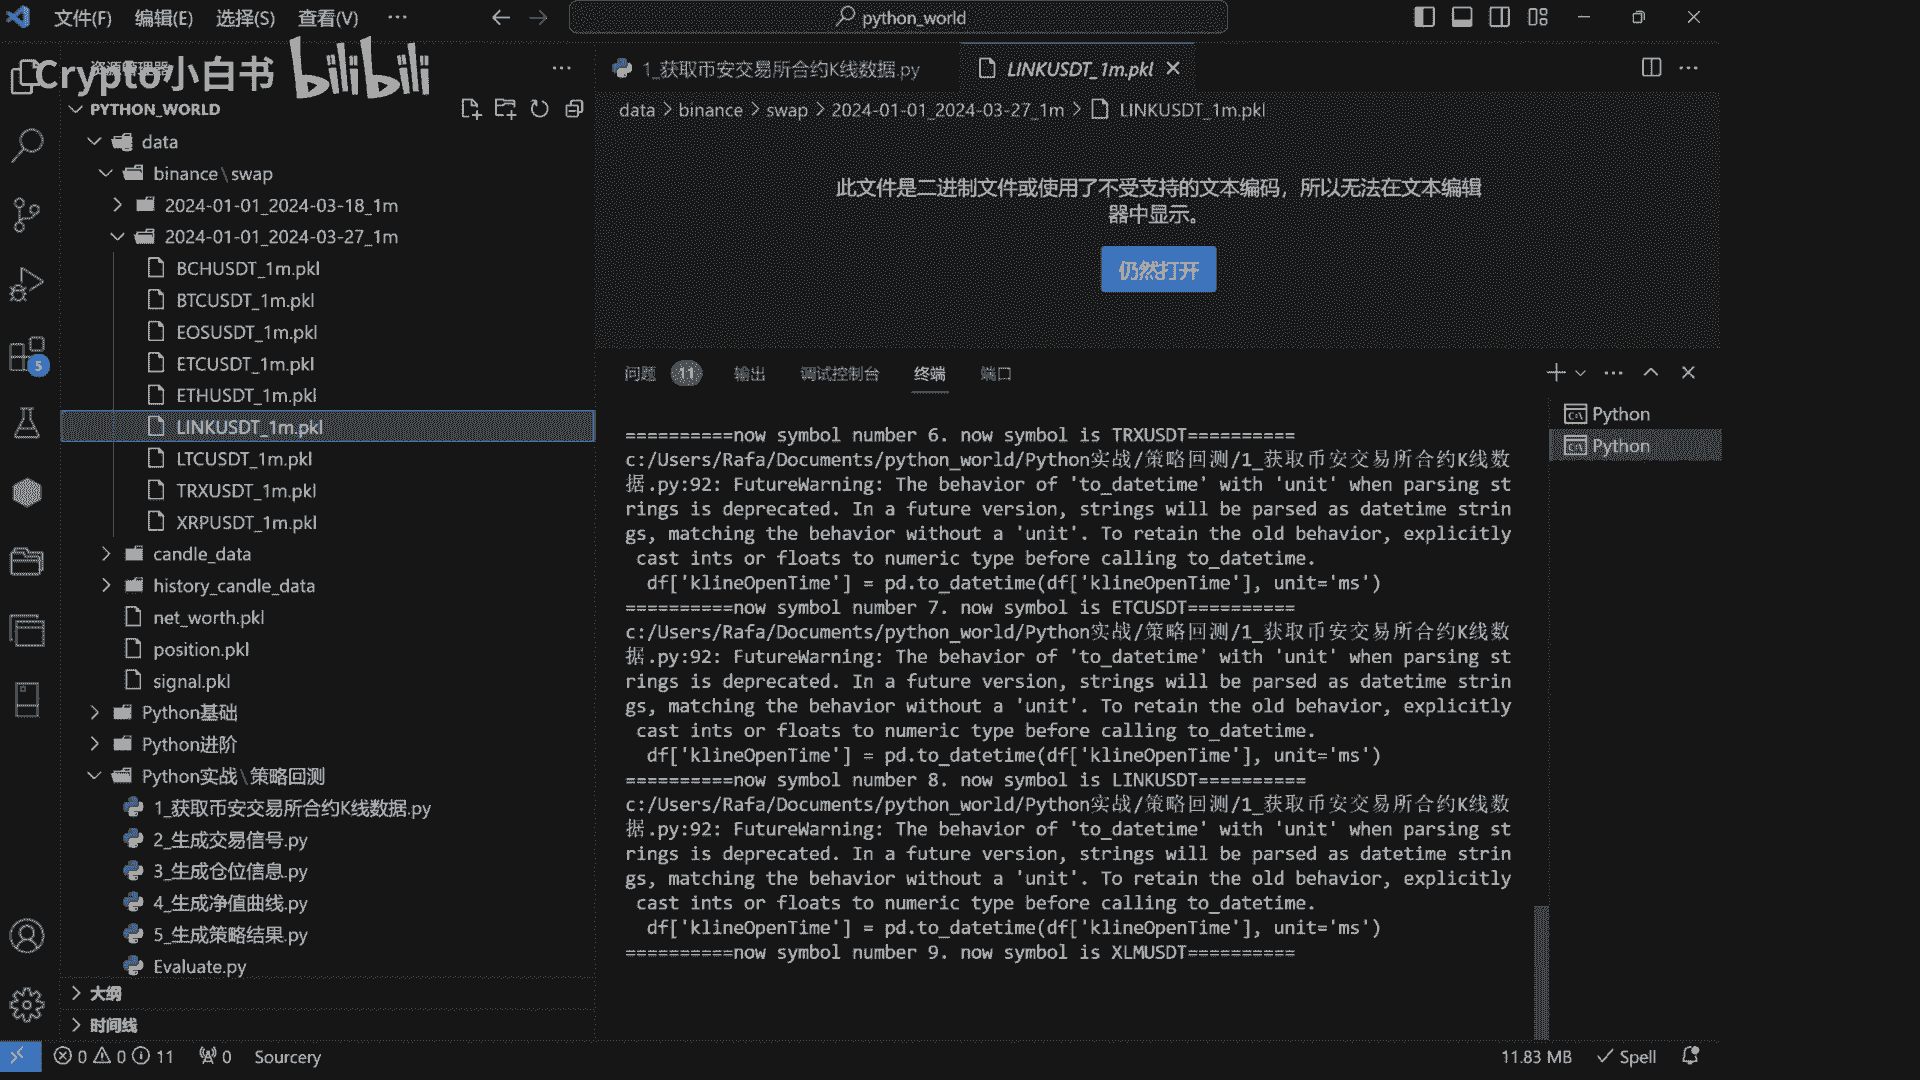 文件(F) 编辑(E) 选择(S) 查看(V) ···
python_world
Crypto小白书 bilibili
资源管理器
1_获取币安交易所合约K线数据.py
LINKUSDT_1m.pkl
PYTHON_WORLD
data > binance > swap > 2024-01-01_2024-03-27_1m > LINKUSDT_1m.pkl
data
binance\swap
2024-01-01_2024-03-18_1m
2024-01-01_2024-03-27_1m
BCHUSDT_1m.pkl
BTCUSDT_1m.pkl
EOSUSDT_1m.pkl
ETCUSDT_1m.pkl
ETHUSDT_1m.pkl
LINKUSDT_1m.pkl
LTCUSDT_1m.pkl
TRXUSDT_1m.pkl
XRPUSDT_1m.pkl
candle_data
history_candle_data
net_worth.pkl
position.pkl
signal.pkl
Python基础
Python进阶
Python实战\策略回测
1_获取币安交易所合约K线数据.py
2_生成交易信号.py
3_生成仓位信息.py
4_生成净值曲线.py
5_生成策略结果.py
Evaluate.py
大纲
时间线
5
此文件是二进制文件或使用了不受支持的文本编码，所以无法在文本编辑
器中显示。
仍然打开
问题 11 输出 调试控制台 终端 端口
Python
Python
==========now symbol number 6. now symbol is TRXUSDT==========
c:/Users/Rafa/Documents/python_world/Python实战/策略回测/1_获取币安交易所合约K线数
据.py:92: FutureWarning: The behavior of 'to_datetime' with 'unit' when parsing st
rings is deprecated. In a future version, strings will be parsed as datetime strin
gs, matching the behavior without a 'unit'. To retain the old behavior, explicitly
cast ints or floats to numeric type before calling to_datetime.
df['klineOpenTime'] = pd.to_datetime(df['klineOpenTime'], unit='ms')
==========now symbol number 7. now symbol is ETCUSDT==========
c:/Users/Rafa/Documents/python_world/Python实战/策略回测/1_获取币安交易所合约K线数
据.py:92: FutureWarning: The behavior of 'to_datetime' with 'unit' when parsing st
rings is deprecated. In a future version, strings will be parsed as datetime strin
gs, matching the behavior without a 'unit'. To retain the old behavior, explicitly
cast ints or floats to numeric type before calling to_datetime.
df['klineOpenTime'] = pd.to_datetime(df['klineOpenTime'], unit='ms')
==========now symbol number 8. now symbol is LINKUSDT==========
c:/Users/Rafa/Documents/python_world/Python实战/策略回测/1_获取币安交易所合约K线数
据.py:92: FutureWarning: The behavior of 'to_datetime' with 'unit' when parsing st
rings is deprecated. In a future version, strings will be parsed as datetime strin
gs, matching the behavior without a 'unit'. To retain the old behavior, explicitly
cast ints or floats to numeric type before calling to_datetime.
df['klineOpenTime'] = pd.to_datetime(df['klineOpenTime'], unit='ms')
==========now symbol number 9. now symbol is XLMUSDT==========
0 0 11 0 Sourcery
11.83 MB Spell